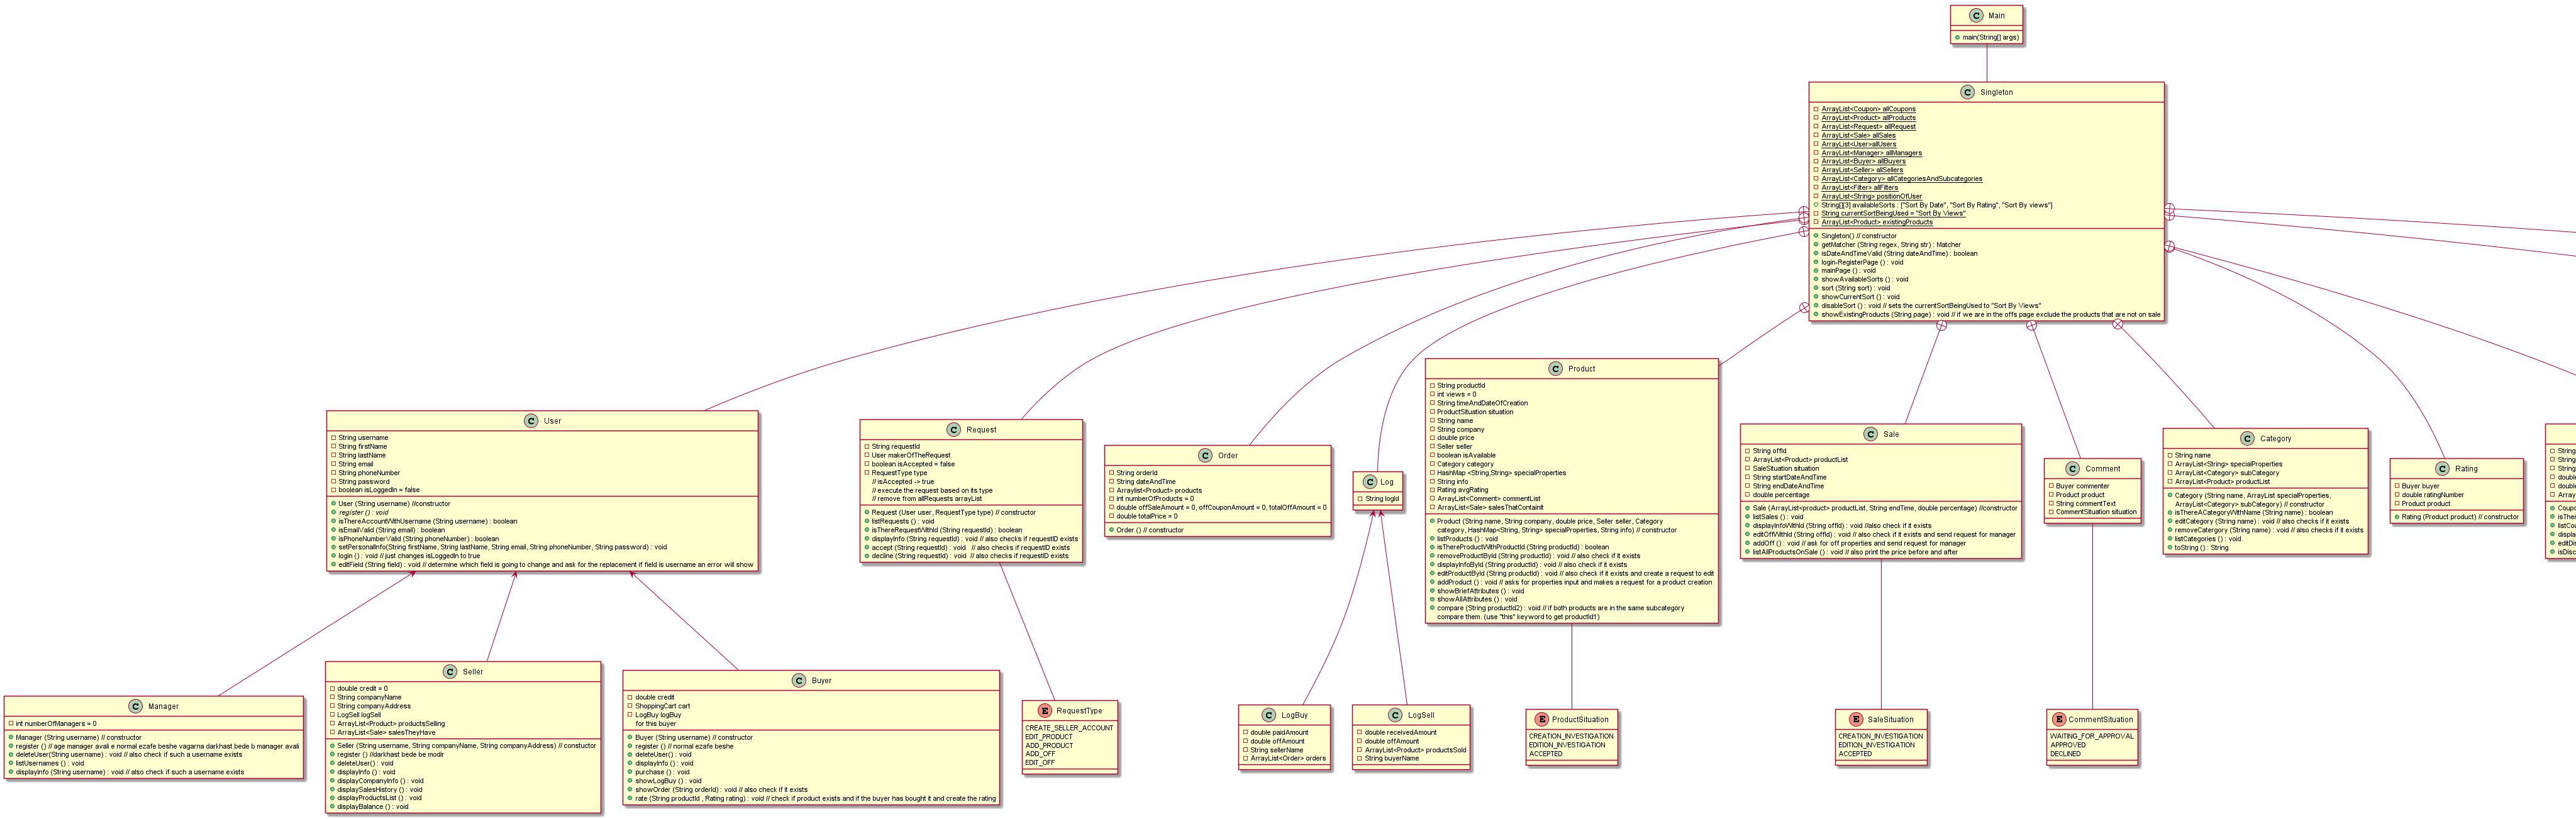 C Main
main(String[] args)
C Singleton
ArrayList<Coupon> allCoupons
ArrayList<Product> allProducts
ArrayList<Request> allRequest
ArrayList<Sale> allSales
ArrayList<User>allUsers
ArrayList<Manager> allManagers
ArrayList<Buyer> allBuyers
ArrayList<Seller> allSellers
ArrayList<Category> allCategoriesAndSubcategories
ArrayList<Filter> allFilters
ArrayList<String> positionOfUser
String[][3] availableSorts : ["Sort By Date", "Sort By Rating", "Sort By views"]
String currentSortBeingUsed = "Sort By Views"
ArrayList<Product> existingProducts
Singleton() // constructor
getMatcher (String regex, String str) : Matcher
isDateAndTimeValid (String dateAndTime) : boolean
login-RegisterPage () : void
mainPage () : void
showAvailableSorts () : void
sort (String sort) : void
showCurrentSort () : void
disableSort () : void // sets the currentSortBeingUsed to "Sort By Views"
showExistingProducts (String page) : void // if we are in the offs page exclude the products that are not on sale
C User
String username
String firstName
String lastName
String email
String phoneNumber
String password
boolean isLoggedIn = false
User (String username) //constructor
register () : void
isThereAccountWithUsername (String username) : boolean
isEmailValid (String email) : boolean
isPhoneNumberValid (String phoneNumber) : boolean
setPersonalInfo(String firstName, String lastName, String email, String phoneNumber, String password) : void
login () : void // just changes isLoggedIn to true
editField (String field) : void // determine which field is going to change and ask for the replacement if field is username an error will show
C Request
String requestId
User makerOfTheRequest
boolean isAccepted = false
RequestType type
// isAccepted -> true
// execute the request based on its type
// remove from allRequests arrayList
Request (User user, RequestType type) // constructor
listRequests () : void
isThereRequestWithId (String requestId) : boolean
displayInfo (String requestId) : void // also checks if requestID exists
accept (String requestId) : void // also checks if requestID exists
decline (String requestId) : void // also checks if requestID exists
C Order
String orderId
String dateAndTime
Arraylist<Product> products
int numberOfProducts = 0
double offSaleAmount = 0, offCouponAmount = 0, totalOffAmount = 0
double totalPrice = 0
Order () // constructor
C Log
String logId
C Product
String productId
int views = 0
String timeAndDateOfCreation
ProductSituation situation
String name
String company
double price
Seller seller
boolean isAvailable
Category category
HashMap <String,String> specialProperties
String info
Rating avgRating
ArrayList<Comment> commentList
ArrayList<Sale> salesThatContainIt
Product (String name, String company, double price, Seller seller, Category
category, HashMap<String, String> specialProperties, String info) // constructor
listProducts () : void
isThereProductWithProductId (String productId) : boolean
removeProductById (String productId) : void // also check if it exists
displayInfoById (String productId) : void // also check if it exists
editProductById (String productId) : void // also check if it exists and create a request to edit
addProduct () : void // asks for properties input and makes a request for a product creation
showBriefAttributes () : void
showAllAttributes () : void
compare (String productId2) : void // if both products are in the same subcategory
compare them. (use "this" keyword to get productId1)
C Sale
String offId
ArrayList<Product> productList
SaleSituation situation
String startDateAndTime
String endDateAndTime
double percentage
Sale (ArrayList<product> productList, String endTime, double percentage) //constructor
listSales () : void
displayInfoWithId (String offId) : void //also check if it exists
editOffWithId (String offId) : void // also check if it exists and send request for manager
addOff () : void // ask for off properties and send request for manager
listAllProductsOnSale () : void // also print the price before and after
C Comment
Buyer commenter
Product product
String commentText
CommentSituation situation
C Category
String name
ArrayList<String> specialProperties
ArrayList<Category> subCategory
ArrayList<Product> productList
Category (String name, ArrayList specialProperties,
ArrayList<Category> subCategory) // constructor
isThereACategoryWithName (String name) : boolean
editCategory (String name) : void // also checks if it exists
removeCatergory (String name) : void // also checks if it exists
listCategories () : void
toString () : String
C Rating
Buyer buyer
double ratingNumber
Product product
Rating (Product product) // constructor
String
String
String
double
double
Array
Coupo
isTher
listCou
display
editDi
isDisc
C Manager
int numberOfManagers = 0
Manager (String username) // constructor
register () // age manager avali e normal ezafe beshe vagarna darkhast bede b manager avali
deleteUser(String username) : void // also check if such a username exists
listUsernames () : void
displayInfo (String username) : void // also check if such a username exists
C Seller
double credit = 0
String companyName
String companyAddress
LogSell logSell
ArrayList<Product> productsSelling
ArrayList<Sale> salesTheyHave
Seller (String username, String companyName, String companyAddress) // constuctor
register () //darkhast bede be modir
deleteUser() : void
displayInfo () : void
displayCompanyInfo () : void
displaySalesHistory () : void
displayProductsList () : void
displayBalance () : void
C Buyer
double credit
ShoppingCart cart
LogBuy logBuy
for this buyer
Buyer (String username) // constructor
register () // normal ezafe beshe
deleteUser() : void
displayInfo () : void
purchase () : void
showLogBuy () : void
showOrder (String orderId) : void // also check if it exists
rate (String productId , Rating rating) : void // check if product exists and if the buyer has bought it and create the rating
E RequestType
CREATE_SELLER_ACCOUNT
EDIT_PRODUCT
ADD_PRODUCT
ADD_OFF
EDIT_OFF
C LogBuy
double paidAmount
double offAmount
String sellerName
ArrayList<Order> orders
C LogSell
double receivedAmount
double offAmount
ArrayList<Product> productsSold
String buyerName
E ProductSituation
CREATION_INVESTIGATION
EDITION_INVESTIGATION
ACCEPTED
E SaleSituation
CREATION_INVESTIGATION
EDITION_INVESTIGATION
ACCEPTED
E CommentSituation
WAITING_FOR_APPROVAL
APPROVED
DECLINED